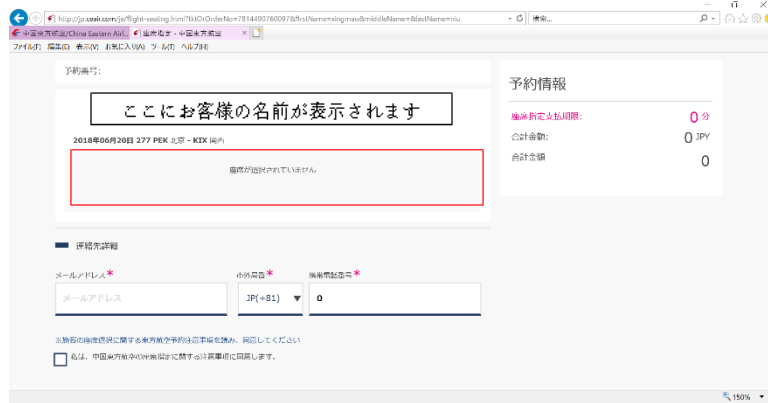 http://jp.ceair.com/ja/flight-seating.html?tktOrOrderNo=7814490760097&firstName=xingmau&middleName=&lastName=niu
検索...
中国東方航空/China Eastern Airl...
座席指定 - 中国東方航空
ファイル(F) 編集(E) 表示(V) お気に入り(A) ツール(T) ヘルプ(H)
予約番号:
ここにお客様の名前が表示されます
2018年06月20日 277 PEK 北京 - KIX 関西
座席が選択されていません
予約情報
座席指定支払期限: 0 分
合計金額: 0 JPY
合計金額 0
連絡先詳細
メールアドレス*
市外局番*
携帯電話番号*
メールアドレス
JP(+81) ▼
0
※旅客の座席選択に関する東方航空予約注意事項を読み、同意してください
私は、中国東方航空の座席指定に関する注意事項に同意します。
150%